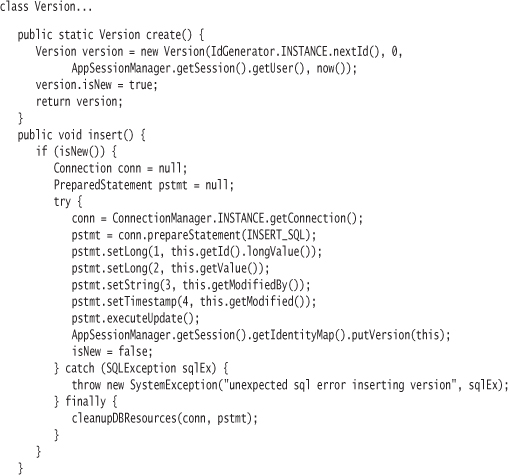 class Version...
public static Version create() {
Version version = new Version(IdGenerator.INSTANCE.nextId(), 0,
AppSessionManager.getSession().getUser(), now());
version.isNew = true;
return version;
}
public void insert() {
if (isNew()) {
Connection conn = null;
PreparedStatement pstmt = null;
try {
conn = ConnectionManager.INSTANCE.getConnection();
pstmt = conn.prepareStatement(INSERT_SQL);
pstmt.setLong(1, this.getId().longValue());
pstmt.setLong(2, this.getValue());
pstmt.setString(3, this.getModifiedBy());
pstmt.setTimestamp(4, this.getModified());
pstmt.executeUpdate();
AppSessionManager.getSession().getIdentityMap().putVersion(this);
isNew = false;
} catch (SQLException sqlEx) {
throw new SystemException("unexpected sql error inserting version", sqlEx);
} finally {
cleanupDBResources(conn, pstmt);
}
}
}